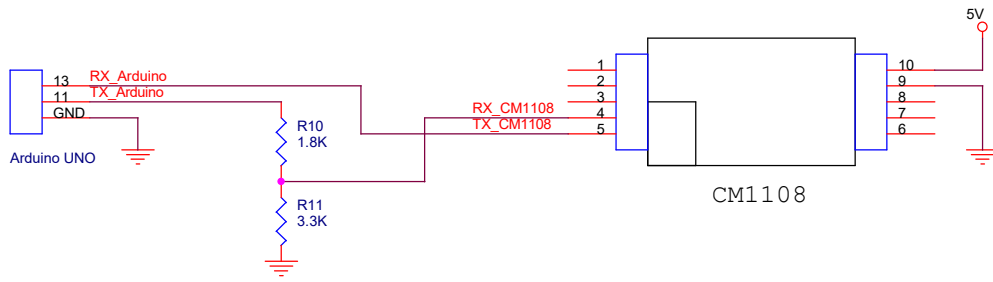 5V
13 RX_Arduino
11 TX_Arduino
GND
Arduino UNO
R10
1.8K
R11
3.3K
1
2
3
RX_CM1108 4
TX_CM1108 5
10
9
8
7
6
CM1108